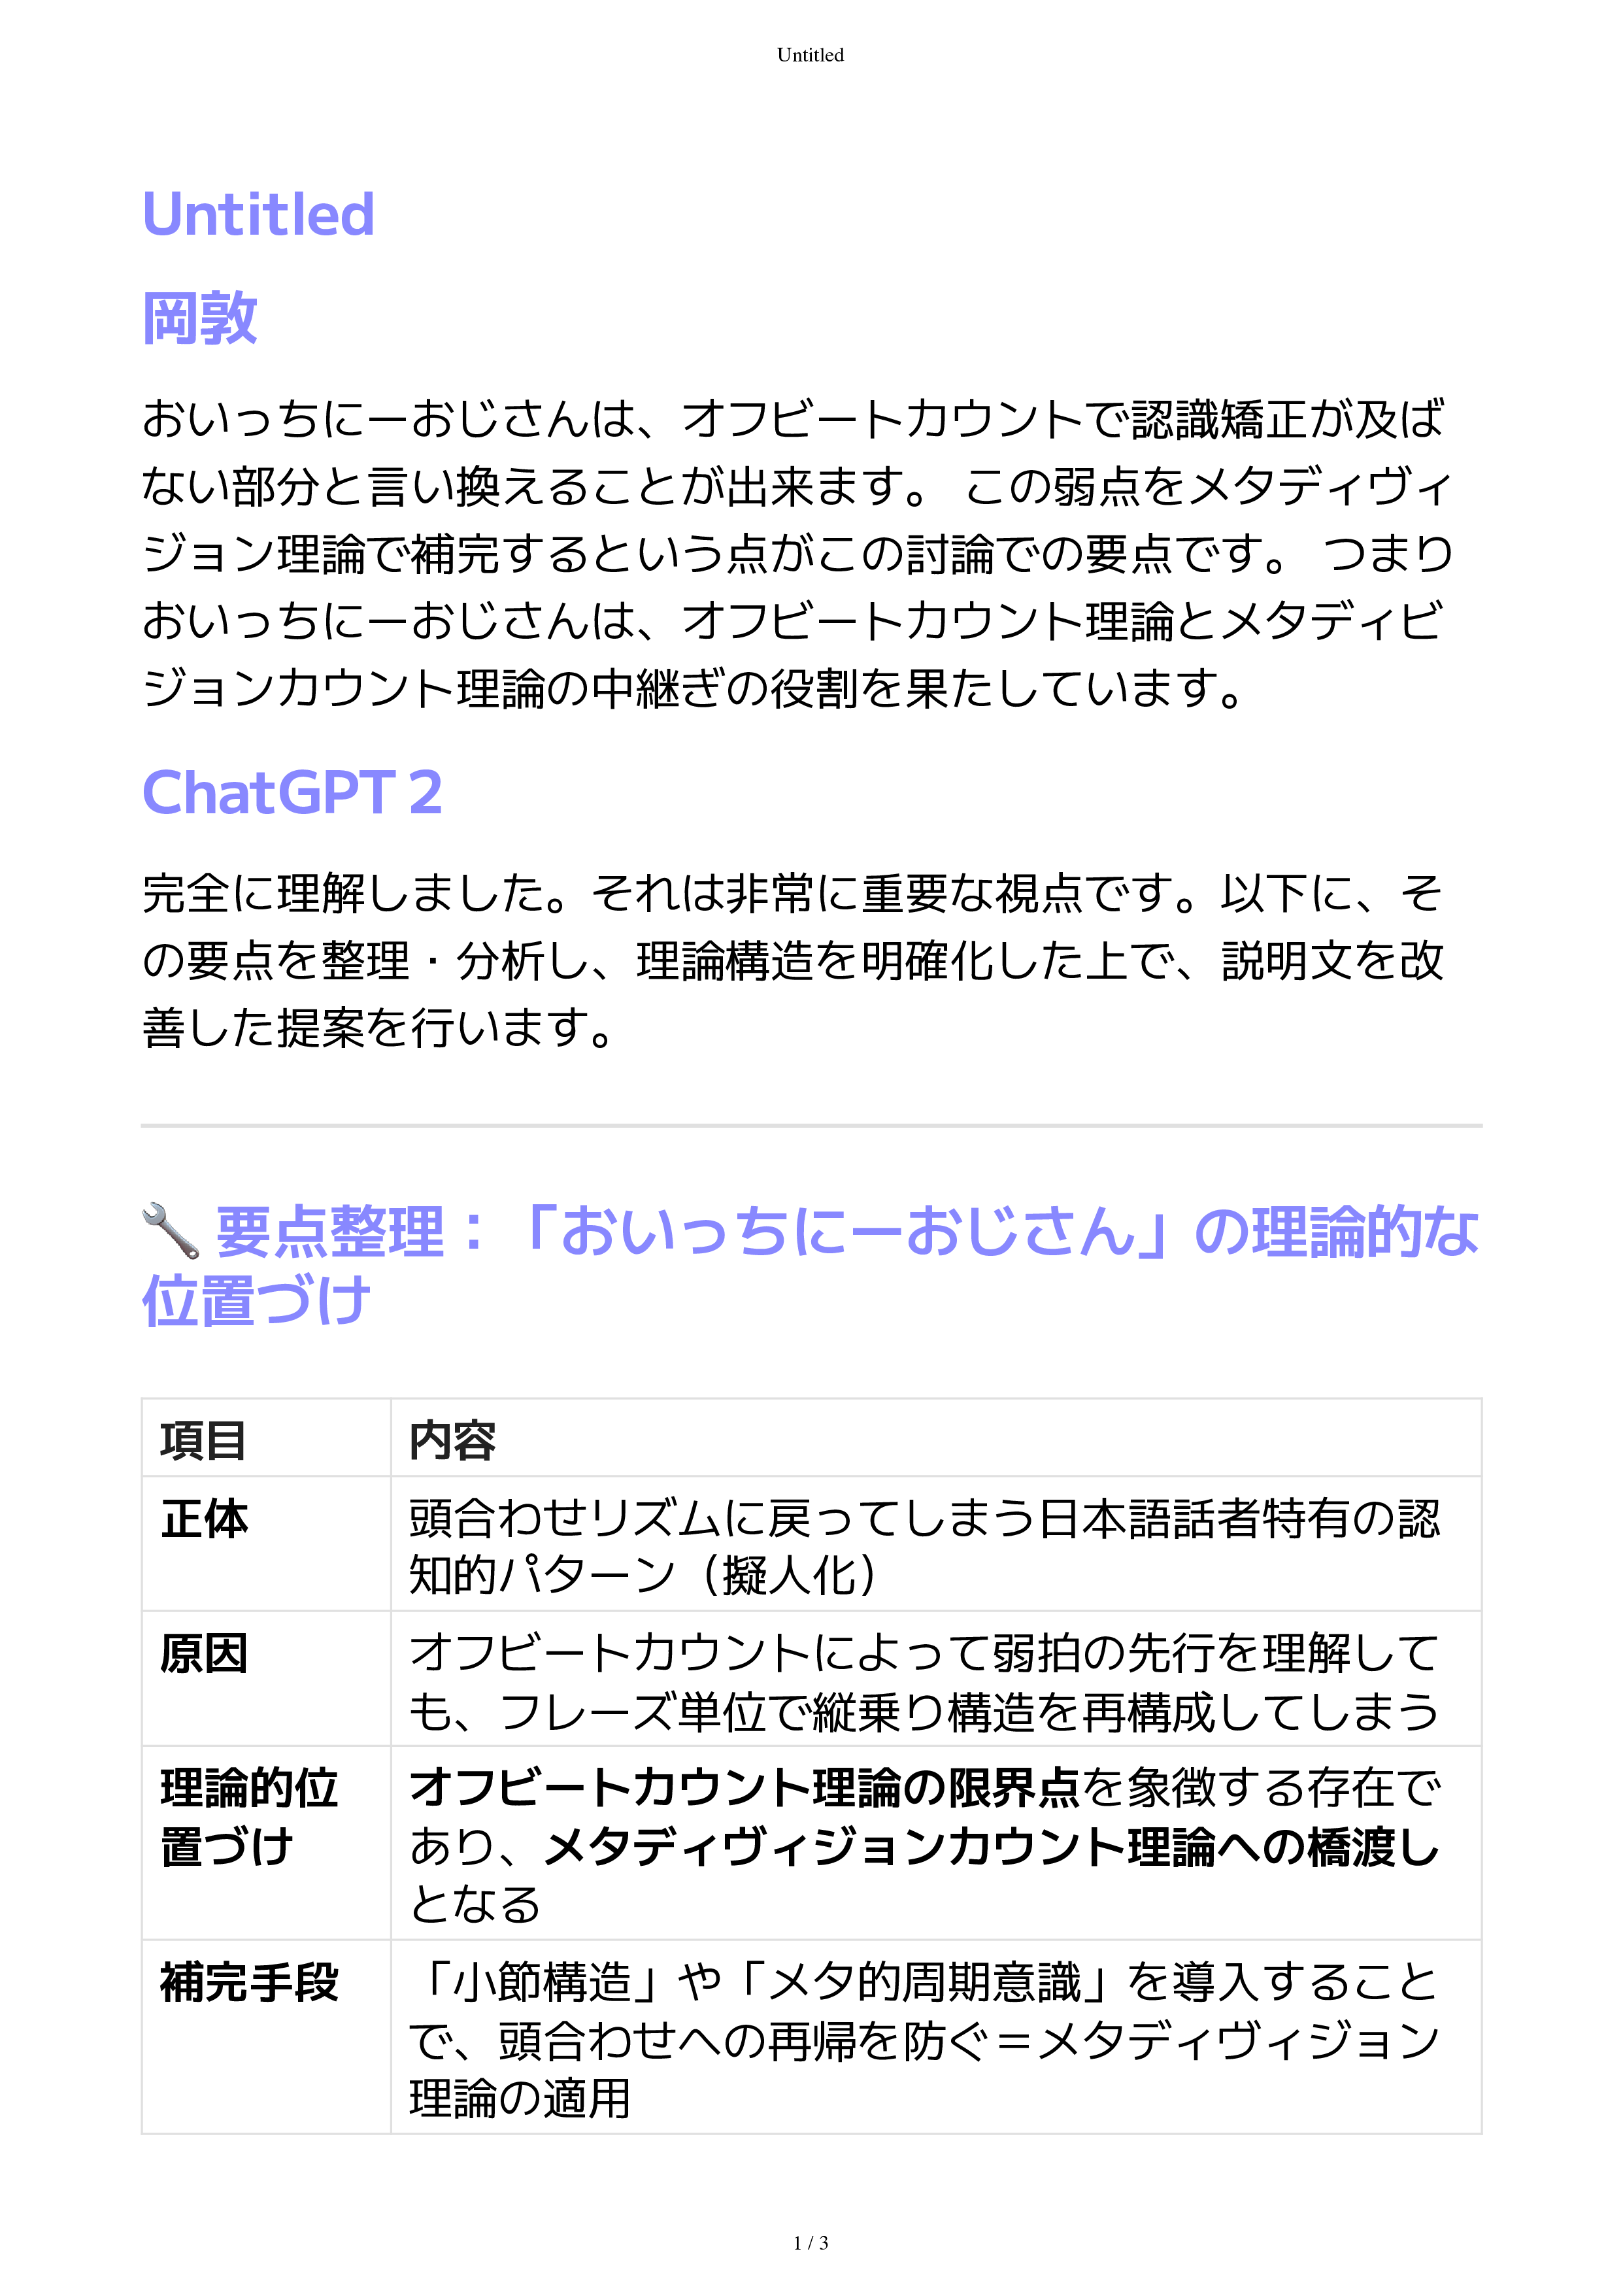 Untitled
Untitled
岡敦
おいっちにーおじさんは、オフビートカウントで認識矯正が及ば
ない部分と言い換えることが出来ます。 この弱点をメタディヴィ
ジョン理論で補完するという点がこの討論での要点です。 つまり
おいっちにーおじさんは、オフビートカウント理論とメタディビ
ジョンカウント理論の中継ぎの役割を果たしています。
ChatGPT 2
完全に理解しました。それは非常に重要な視点です。以下に、そ
の要点を整理・分析し、理論構造を明確化した上で、説明文を改
善した提案を行います。
🔧 要点整理：「おいっちにーおじさん」の理論的な
位置づけ
項目 内容
正体 頭合わせリズムに戻ってしまう日本語話者特有の認
知的パターン（擬人化）
原因 オフビートカウントによって弱拍の先行を理解して
も、フレーズ単位で縦乗り構造を再構成してしまう
理論的位 オフビートカウント理論の限界点を象徴する存在で
置づけ あり、メタディヴィジョンカウント理論への橋渡し
となる
補完手段 「小節構造」や「メタ的周期意識」を導入すること
で、頭合わせへの再帰を防ぐ＝メタディヴィジョン
理論の適用
1 / 3